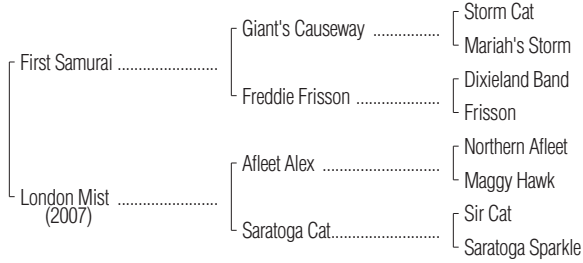 Storm Cat
Giant's Causeway ..................
Mariah's Storm
First Samurai ........................
Dixieland Band
Freddie Frisson .....................
Frisson
Northern Afleet
Afleet Alex .............................
Maggy Hawk
London Mist ........................
(2007)
Sir Cat
Saratoga Cat...........................
Saratoga Sparkle